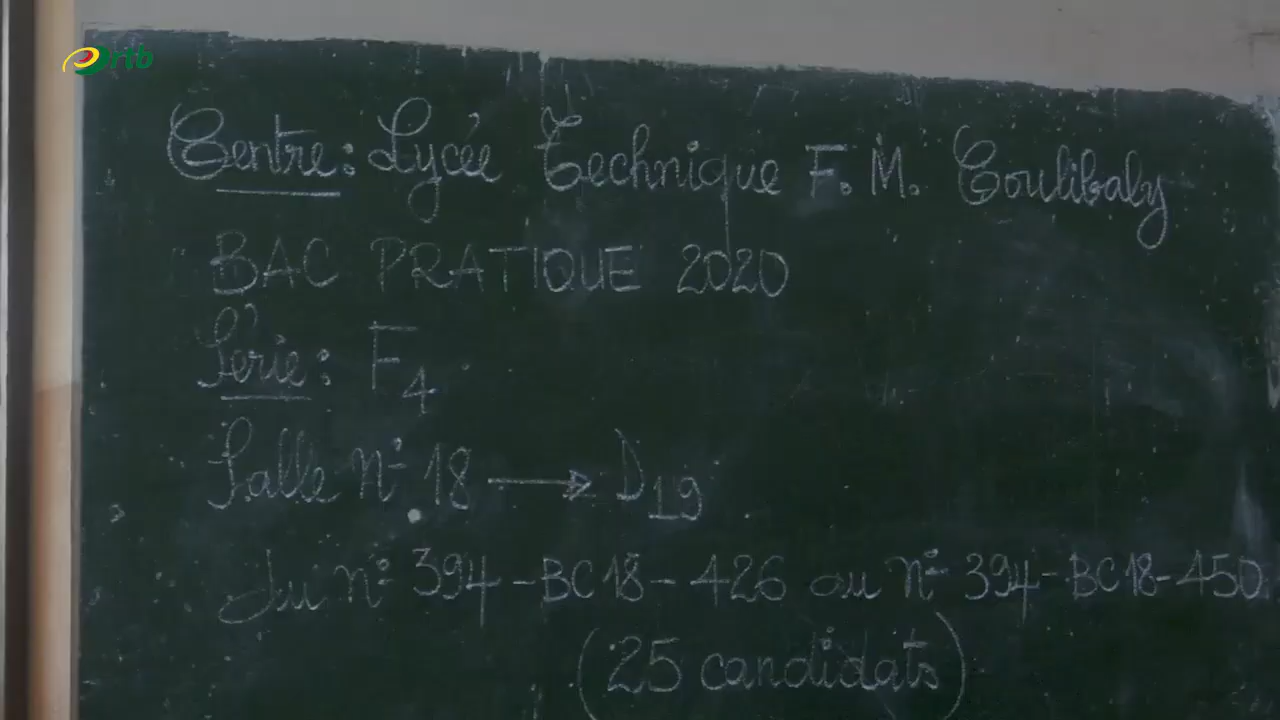 ortb
Centre: Lycée Technique F. M. Coulibaly
BAC PRATIQUE 2020
Série: F4
Salle n° 18 → D19
Du n° 394-BC18-426 au n° 394-BC18-450
(25 candidats)